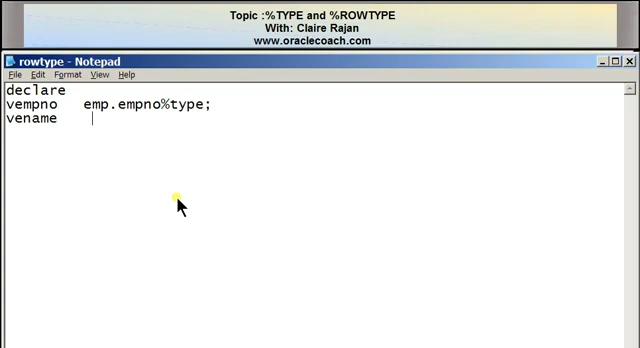 Topic :%TYPE and %ROWTYPE
With: Claire Rajan
www.oraclecoach.com
rowtype - Notepad
File Edit Format View Help
declare
vempno emp.empno%type;
vename